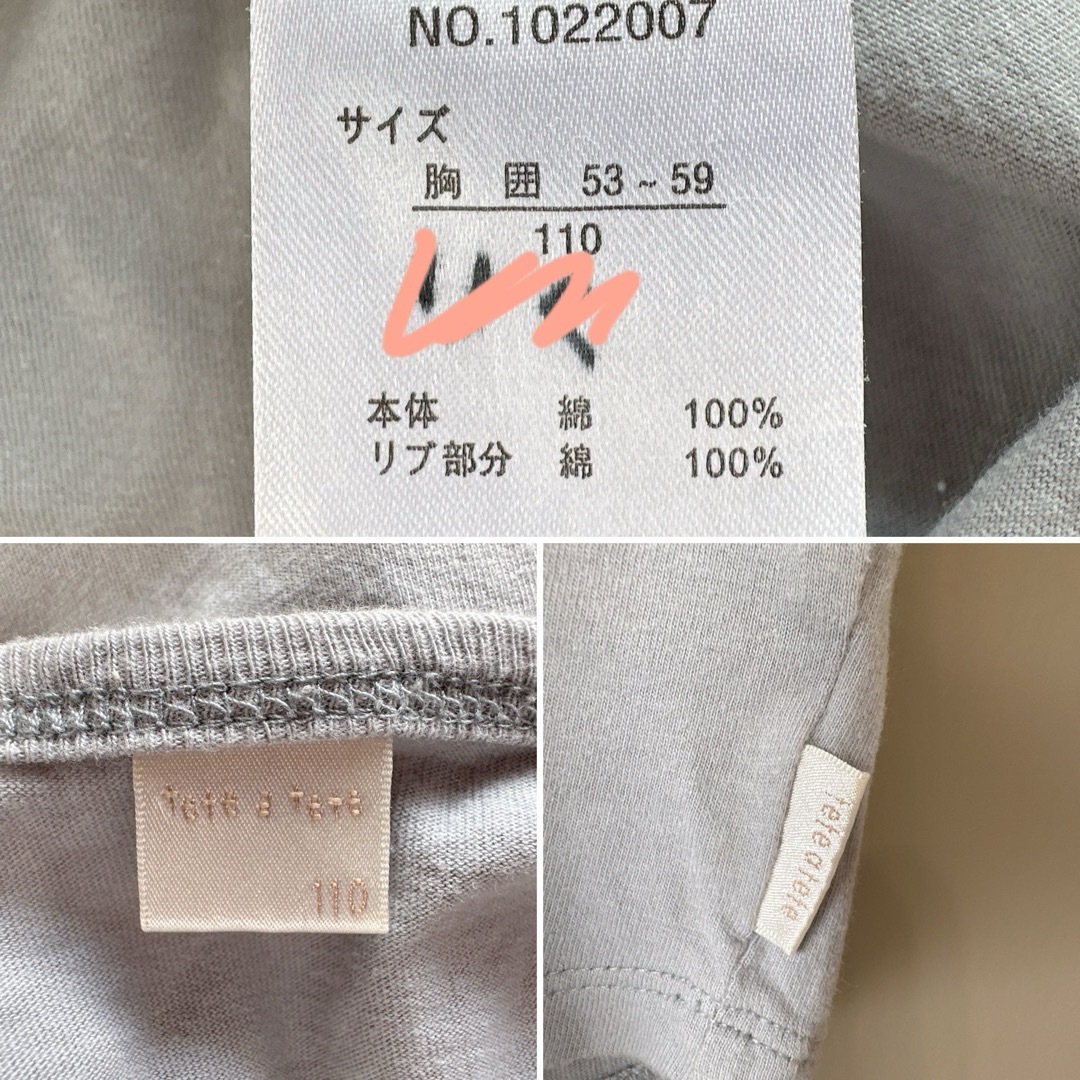 NO.1022007
サイズ
胸 囲 53~59
110
本体 綿 100%
リブ部分 綿 100%
tete a tete
110
tete a tete